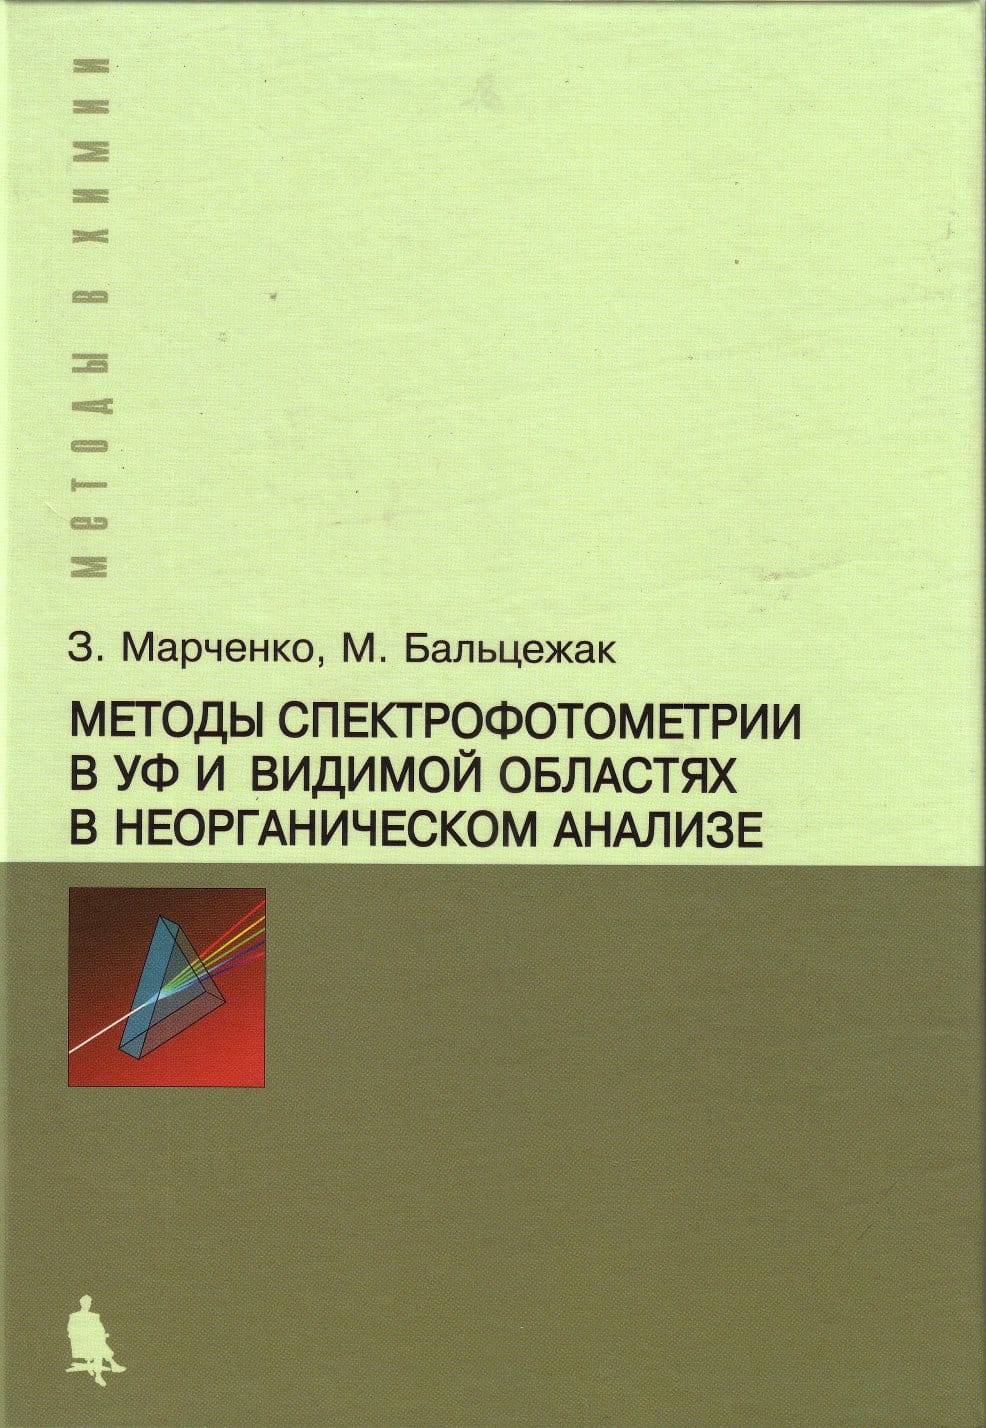 методы в химии
З. Марченко, М. Бальцежак
МЕТОДЫ СПЕКТРОФОТОМЕТРИИ
В УФ И ВИДИМОЙ ОБЛАСТЯХ
В НЕОРГАНИЧЕСКОМ АНАЛИЗЕ